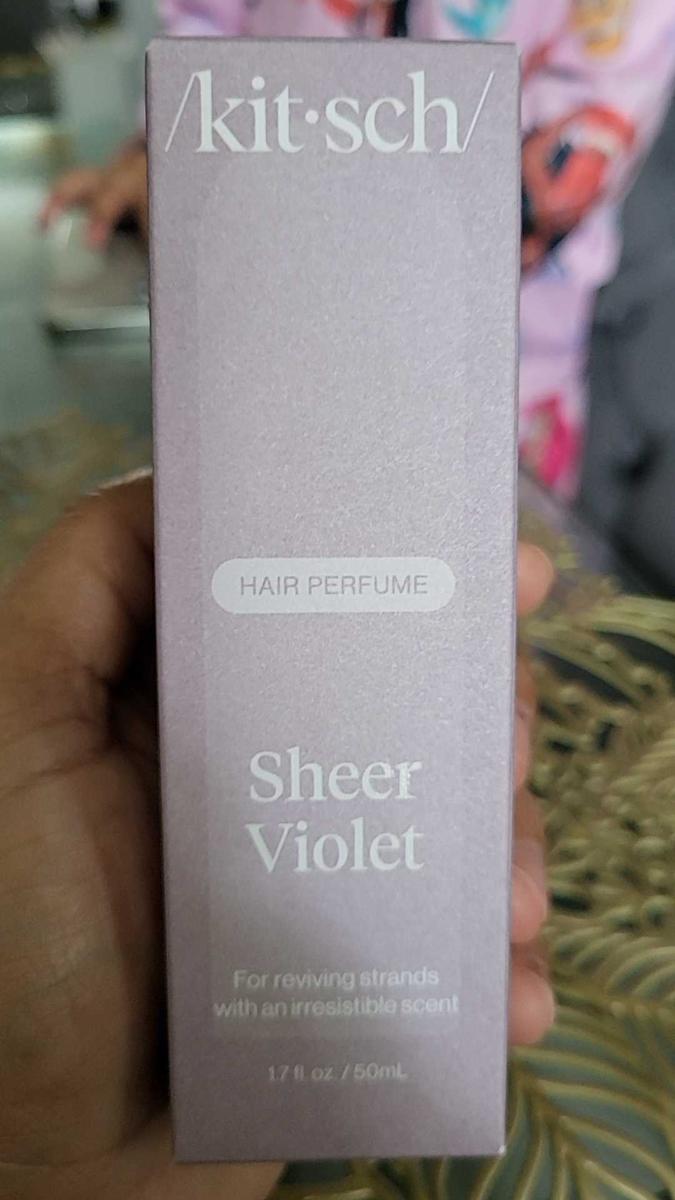 /kit·sch/
HAIR PERFUME
Sheer
Violet
For reviving strands
with an irresistible scent
1.7 fl. oz. / 50mL